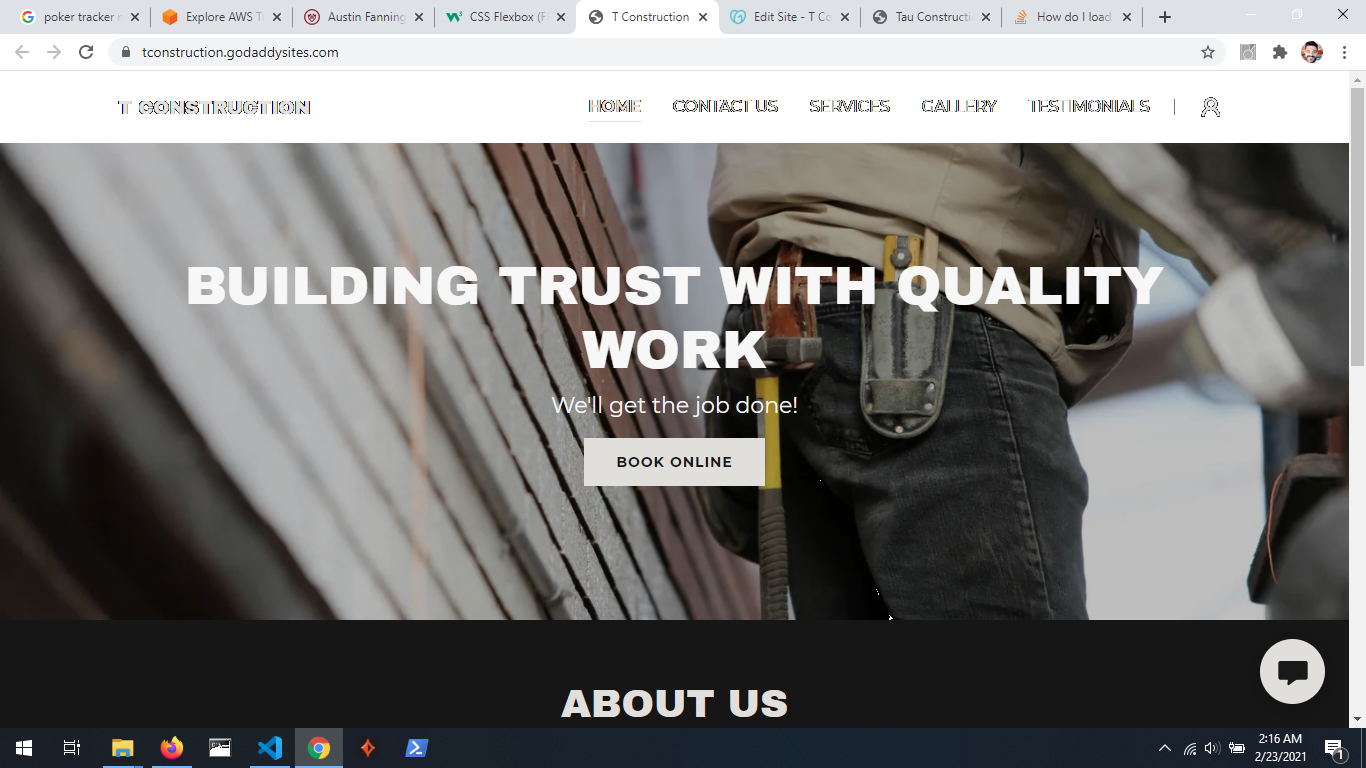 poker tracker
Explore AWS T
Austin Fanning
CSS Flexbox (F
T Construction
Edit Site - T Co
Tau Constructi
How do I load
tconstruction.godaddysites.com
T CONSTRUCTION
HOME
CONTACT US
SERVICES
GALLERY
TESTIMONIALS
BUILDING TRUST WITH QUALITY
WORK
We'll get the job done!
BOOK ONLINE
ABOUT US
2:16 AM
2/23/2021
1